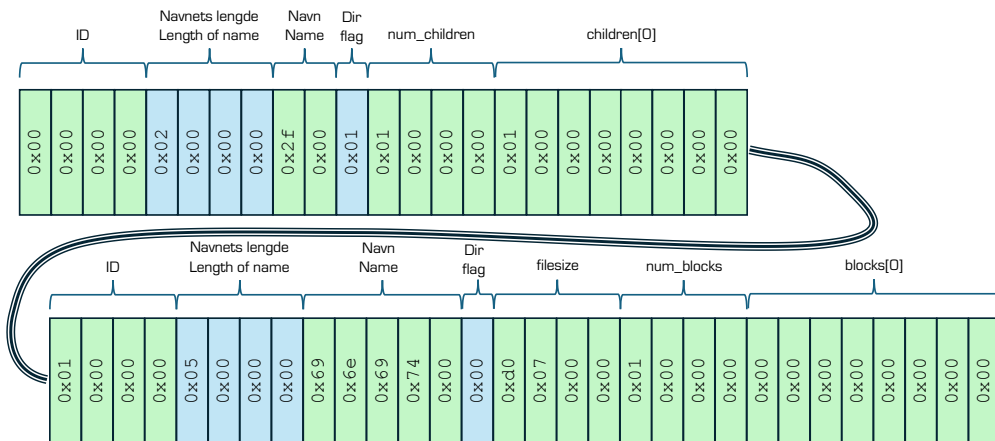 Navnets lengde Navn Dir
ID Length of name Name flag num_children children[0]
0x00 0x00 0x00 0x00 0x02 0x00 0x00 0x00 0x2f 0x00 0x01 0x01 0x00 0x00 0x00 0x01 0x00 0x00 0x00 0x00 0x00 0x00 0x00
Navnets lengde Navn Dir
ID Length of name Name flag filesize num_blocks blocks[0]
0x01 0x00 0x00 0x00 0x05 0x00 0x00 0x00 0x69 0x6e 0x69 0x74 0x00 0x00 0xd0 0x07 0x00 0x00 0x01 0x00 0x00 0x00 0x00 0x00 0x00 0x00 0x00 0x00 0x00 0x00